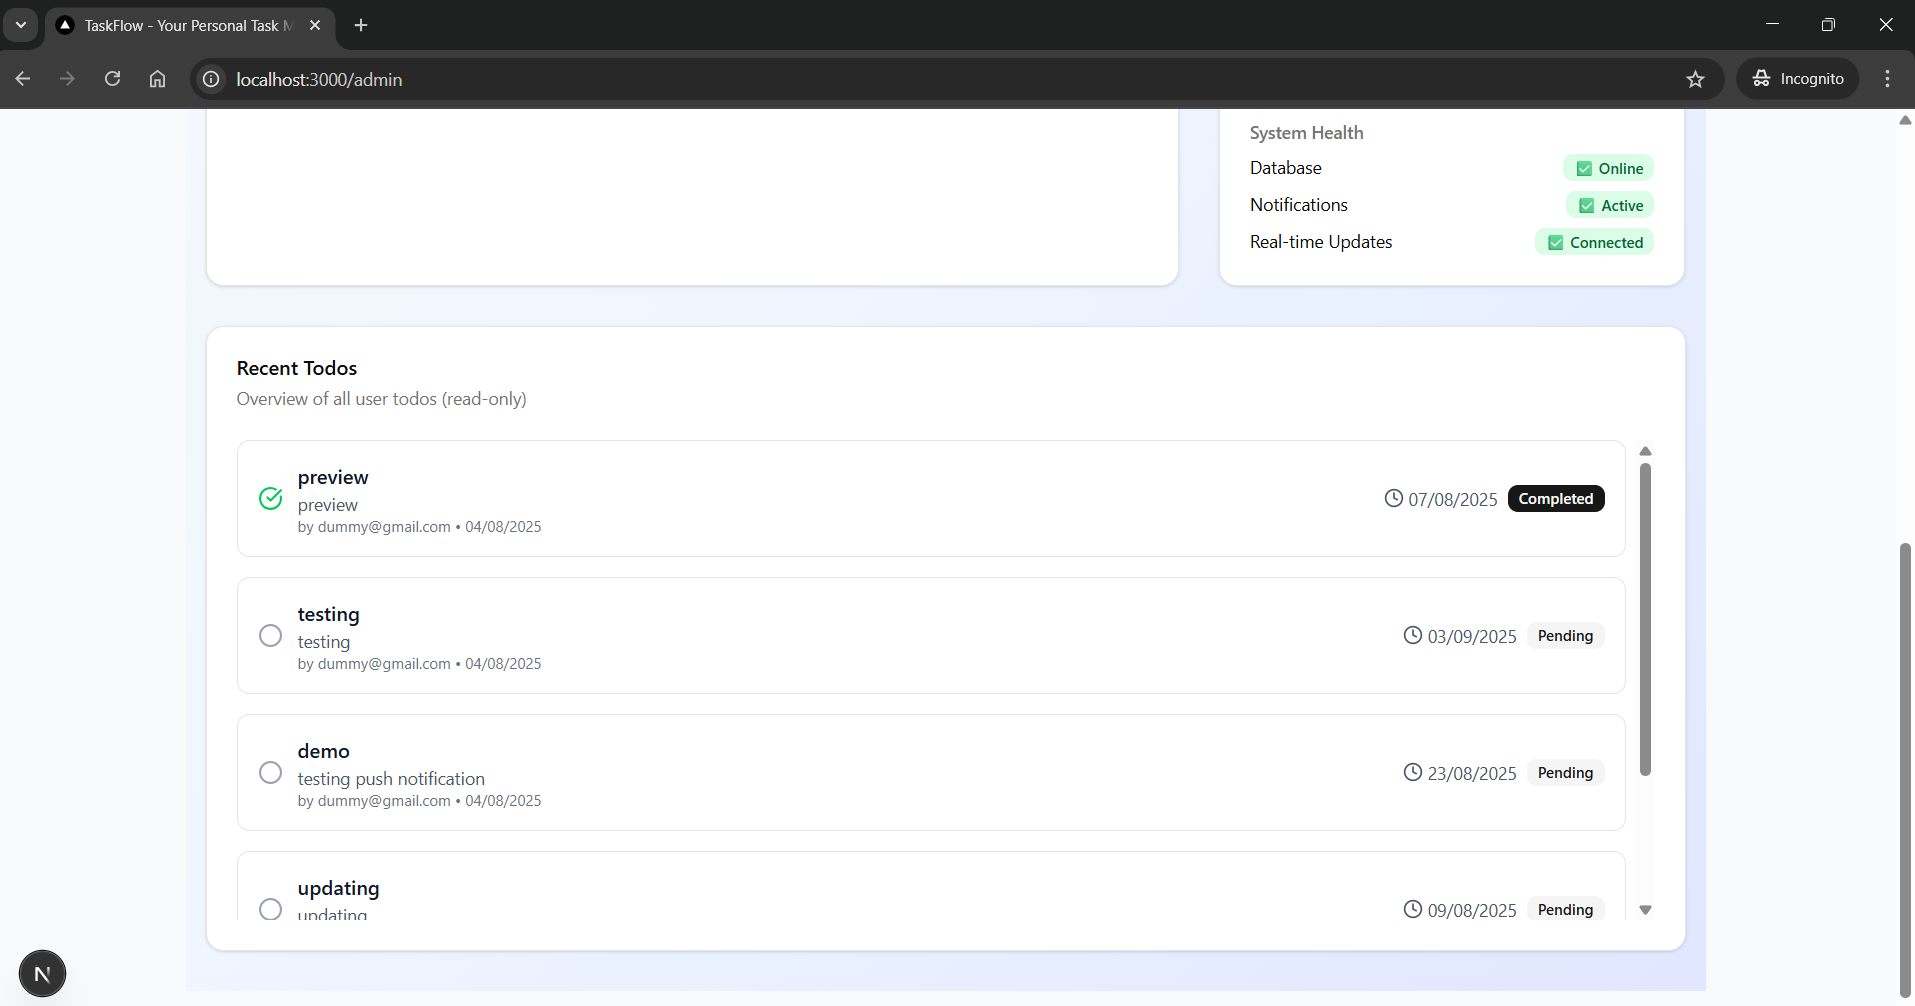 TaskFlow - Your Personal Task M
localhost:3000/admin
Incognito
System Health
Database
Online
Notifications
Active
Real-time Updates
Connected
Recent Todos
Overview of all user todos (read-only)
preview
preview
by dummy@gmail.com • 04/08/2025
07/08/2025
Completed
testing
testing
by dummy@gmail.com • 04/08/2025
03/09/2025
Pending
demo
testing push notification
by dummy@gmail.com • 04/08/2025
23/08/2025
Pending
updating
updating
09/08/2025
Pending
N